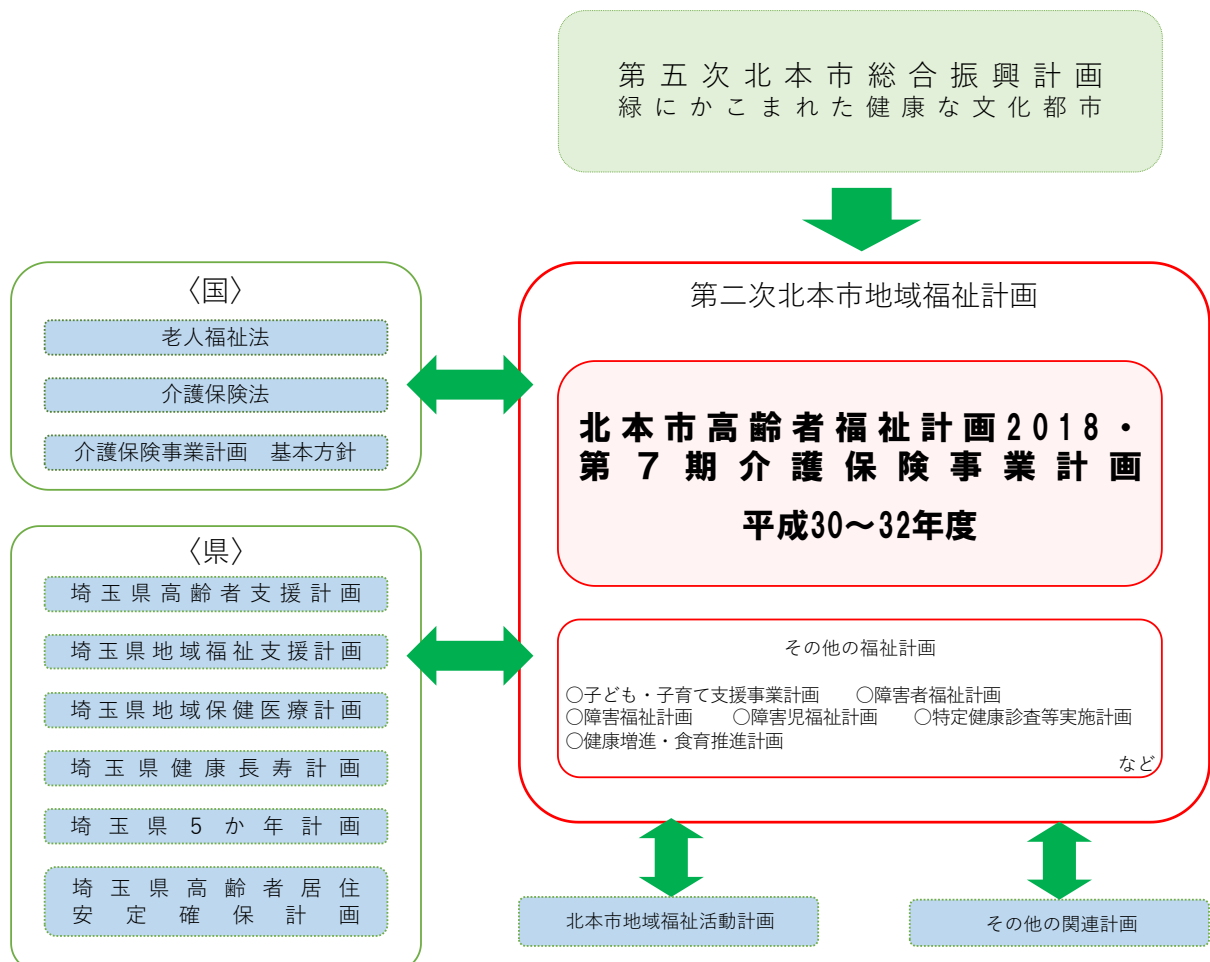 第五次北本市総合振興計画
緑にかこまれた健康な文化都市
〈国〉
老人福祉法
介護保険法
介護保険事業計画　基本方針
〈県〉
埼玉県高齢者支援計画
埼玉県地域福祉支援計画
埼玉県地域保健医療計画
埼玉県健康長寿計画
埼玉県5か年計画
埼玉県高齢者居住
安定確保計画
第二次北本市地域福祉計画
北本市高齢者福祉計画2018・
第7期介護保険事業計画
平成30～32年度
その他の福祉計画
○子ども・子育て支援事業計画　○障害者福祉計画
○障害福祉計画　○障害児福祉計画　○特定健康診査等実施計画
○健康増進・食育推進計画
など
北本市地域福祉活動計画
その他の関連計画